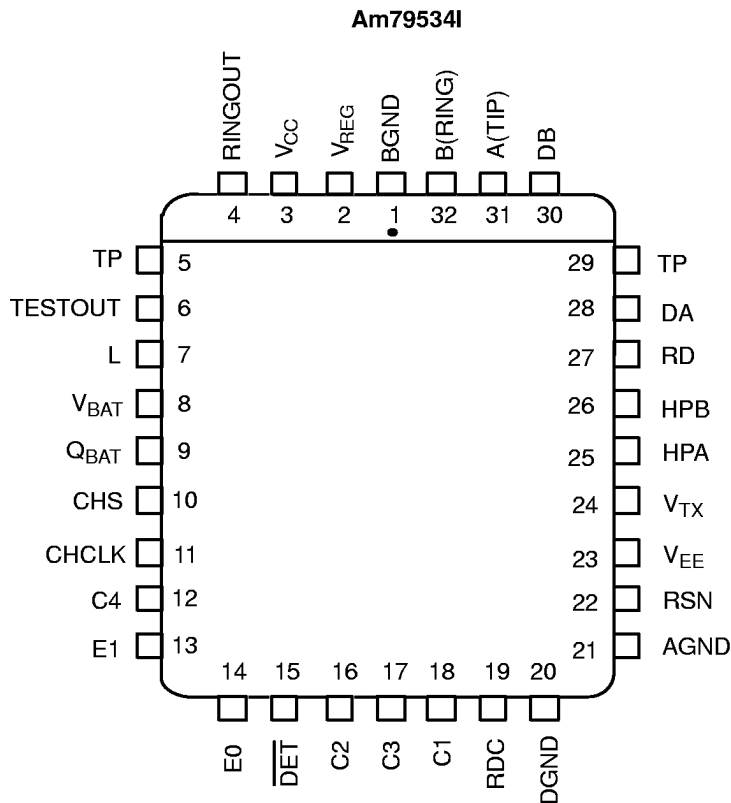 Am79534I
RINGOUT
VCC
VREG
BGND
B(RING)
A(TIP)
DB
4 3 2 1 32 31 30
TP 5 29 TP
TESTOUT 6 28 DA
L 7 27 RD
VBAT 8 26 HPB
QBAT 9 25 HPA
CHS 10 24 VTX
CHCLK 11 23 VEE
C4 12 22 RSN
E1 13 21 AGND
14 15 16 17 18 19 20
E0
DET
C2
C3
C1
RDC
DGND